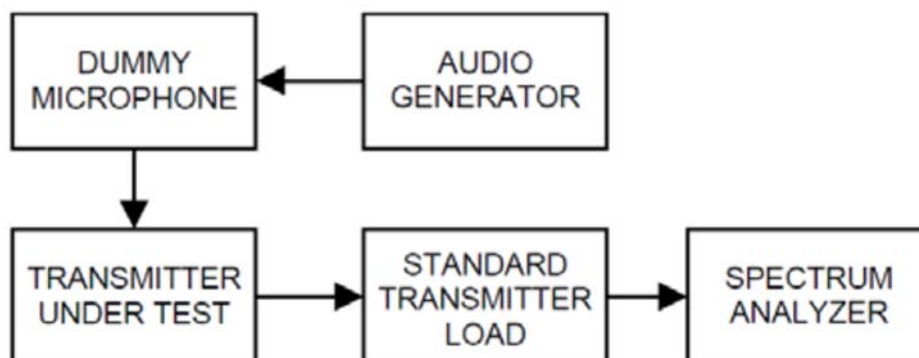 DUMMY
MICROPHONE
AUDIO
GENERATOR
TRANSMITTER
UNDER TEST
STANDARD
TRANSMITTER
LOAD
SPECTRUM
ANALYZER